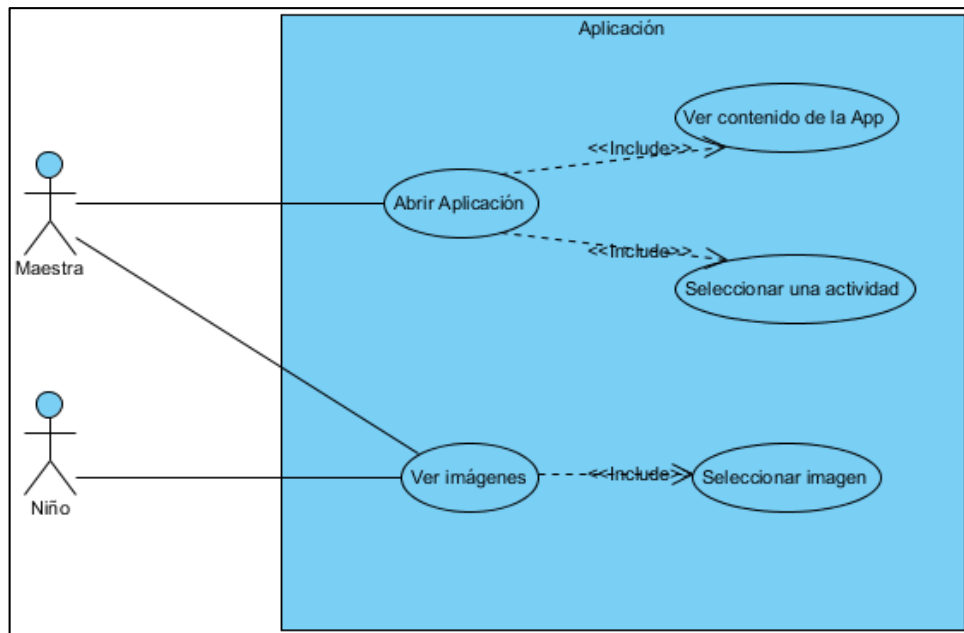 Aplicación
Ver contenido de la App
<<Include>>
Abrir Aplicación
Maestra
<<Include>>
Seleccionar una actividad
Ver imágenes
<<Include>>
Seleccionar imagen
Niño